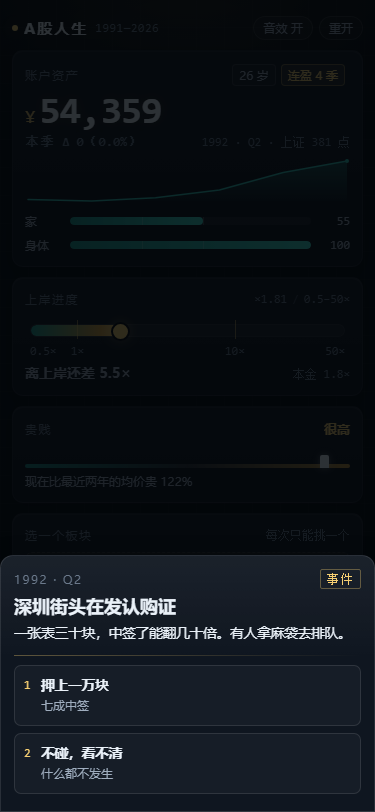 A股人生 1991–2026 音效 开 重开
账户资产 26 岁 连盈 4 季
¥54,359
本季 Δ 0 (0.0%) 1992 · Q2 · 上证 381 点
家 55
身体 100
上岸进度 ×1.81 / 0.5–50×
0.5× 1× 10× 50×
离上岸还差 5.5× 本金 1.8×
贵贱 很高
现在比最近两年的均价贵 122%
选一个板块 每次只能找一个
1992 · Q2 事件
深圳街头在发认购证
一张表三十块，中签了能翻几十倍。有人拿麻袋去排队。
1 押上一万块
七成中签
2 不碰，看不清
什么都不发生